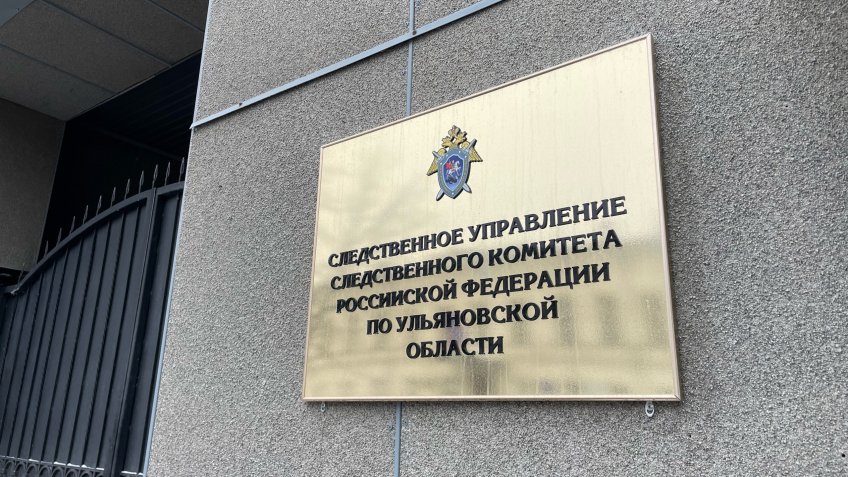 СЛЕДСТВЕННОЕ УПРАВЛЕНИЕ
СЛЕДСТВЕННОГО КОМИТЕТА
РОССИЙСКОЙ ФЕДЕРАЦИИ
ПО УЛЬЯНОВСКОЙ
ОБЛАСТИ